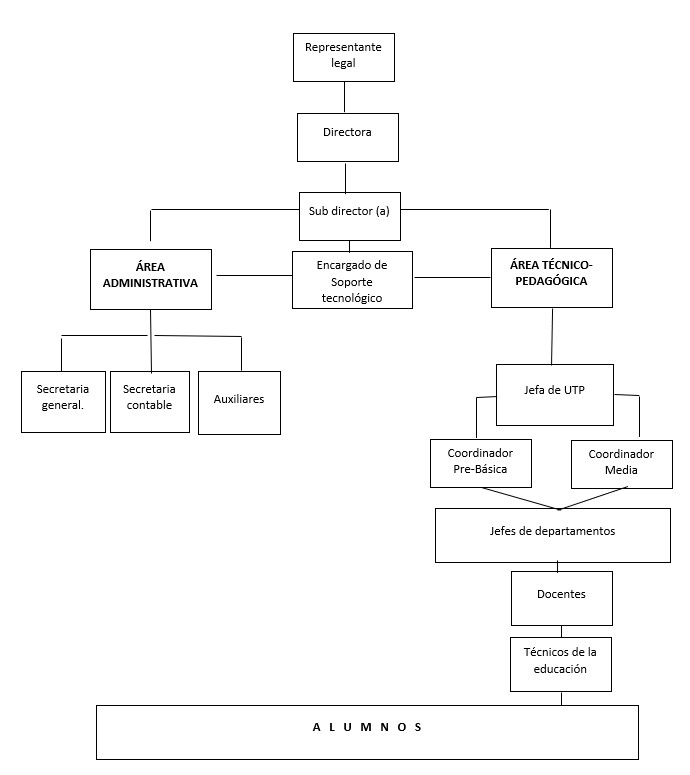 Representante
legal
Directora
Sub director (a)
ÁREA
ADMINISTRATIVA
Encargado de
Soporte
tecnológico
ÁREA TÉCNICO-
PEDAGÓGICA
Secretaria
general.
Secretaria
contable
Auxiliares
Jefa de UTP
Coordinador
Pre-Básica
Coordinador
Media
Jefes de departamentos
Docentes
Técnicos de la
educación
A L U M N O S